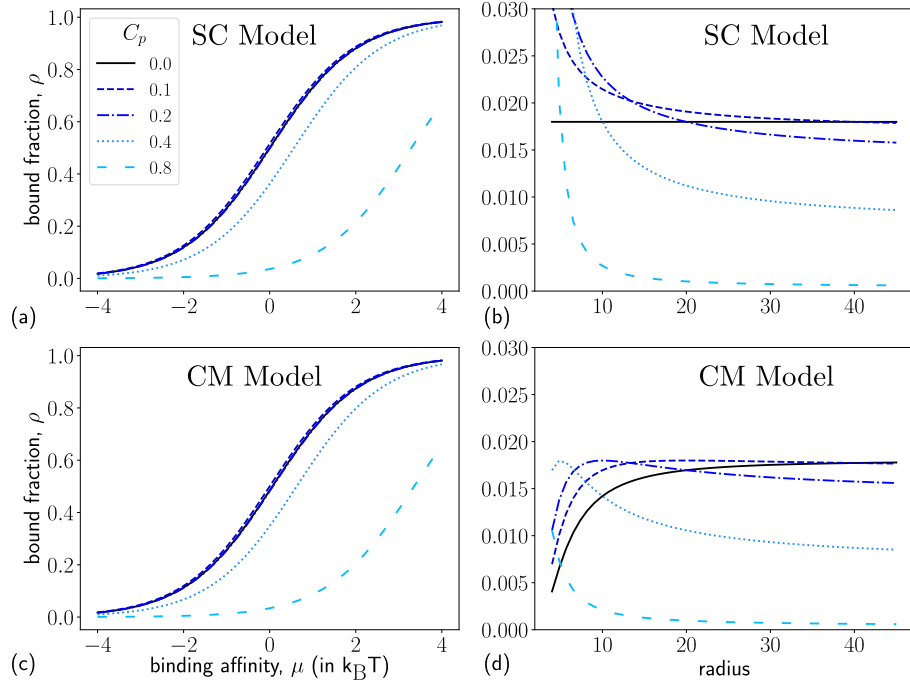 SC Model
C_p
0.0
0.1
0.2
0.4
0.8
bound fraction, ρ
1.0
0.8
0.6
0.4
0.2
0.0
−4 −2 0 2 4
(a)
SC Model
0.030
0.025
0.020
0.015
0.010
0.005
0.000
10 20 30 40
(b)
CM Model
bound fraction, ρ
1.0
0.8
0.6
0.4
0.2
0.0
−4 −2 0 2 4
(c)
binding affinity, μ (in k_BT)
CM Model
0.030
0.025
0.020
0.015
0.010
0.005
0.000
10 20 30 40
(d)
radius